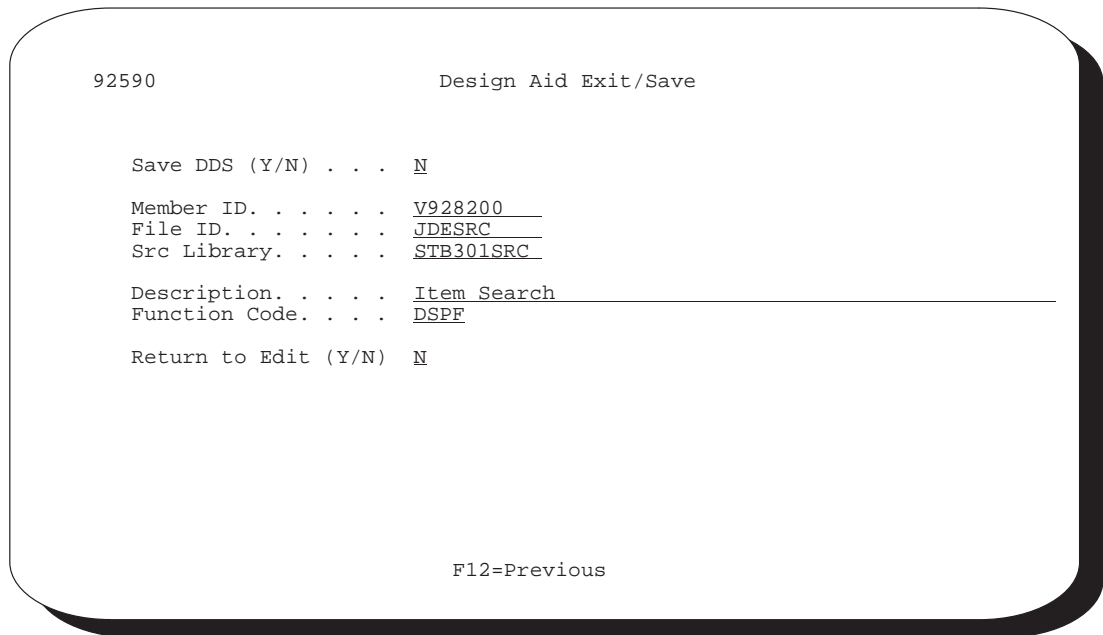 92590 Design Aid Exit/Save
Save DDS (Y/N) . . . N
Member ID. . . . . . V928200
File ID. . . . . . . JDESRC
Src Library. . . . . STB301SRC
Description. . . . . Item Search
Function Code. . . . DSPF
Return to Edit (Y/N) N
F12=Previous